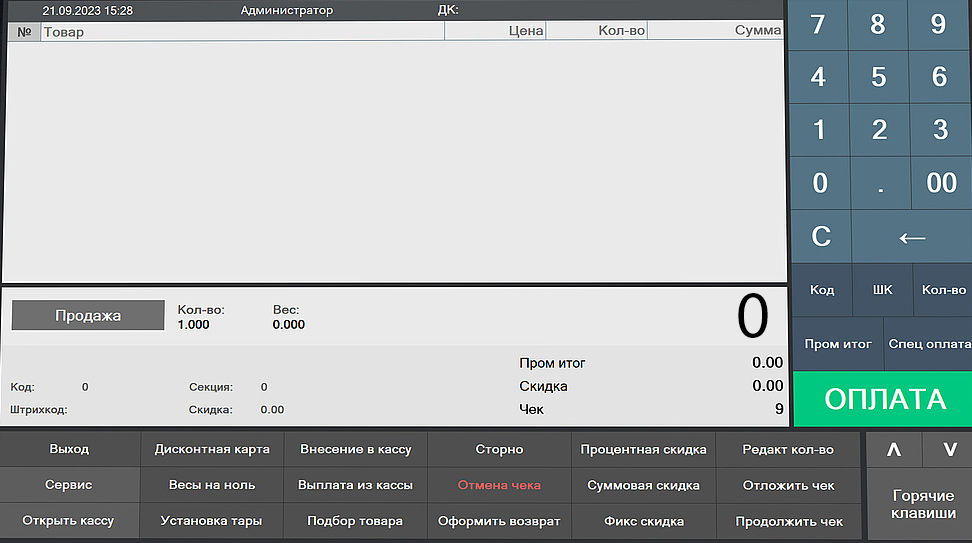 21.09.2023 15:28 Администратор ДК:
№ Товар Цена Кол-во Сумма
7 8 9
4 5 6
1 2 3
0 . 00
C ←
Код ШК Кол-во
Пром итог Спец оплата
ОПЛАТА
Продажа Кол-во: Вес: 0
1.000 0.000
Пром итог 0.00
Код: 0 Секция: 0 Скидка 0.00
Штрихкод: Скидка: 0.00 Чек 9
Выход Дисконтная карта Внесение в кассу Сторно Процентная скидка Редакт кол-во
Сервис Весы на ноль Выплата из кассы Отмена чека Суммовая скидка Отложить чек
Открыть кассу Установка тары Подбор товара Оформить возврат Фикс скидка Продолжить чек
Горячие
клавиши